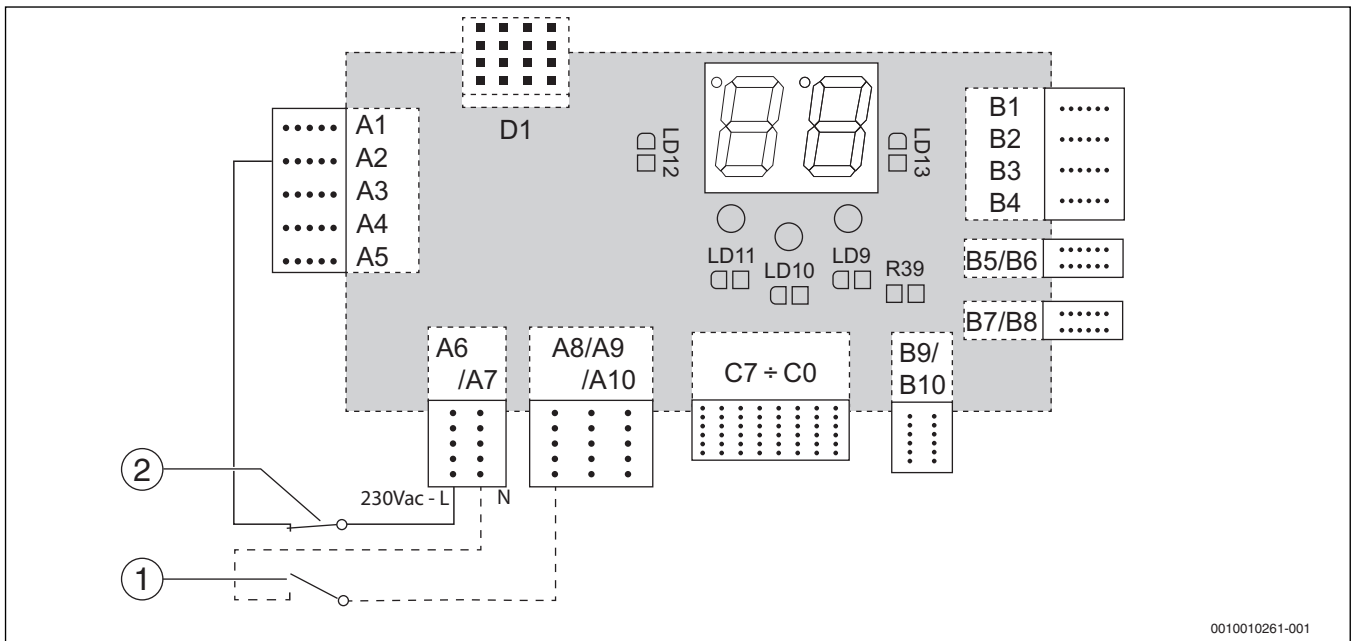 D1
A1
A2
A3
A4
A5
LD12
LD13
B1
B2
B3
B4
LD11
LD10
LD9
R39
B5/B6
B7/B8
A6
/A7
A8/A9
/A10
C7 ÷ C0
B9/
B10
2
230Vac - L
N
1
0010010261-001